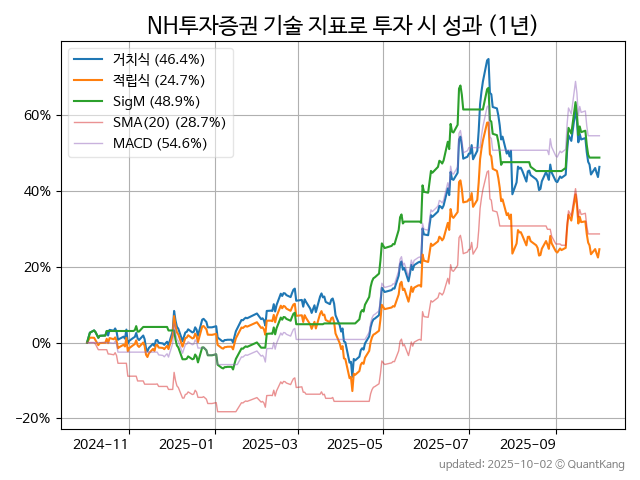 NH투자증권 기술 지표로 투자 시 성과 (1년)
거치식 (46.4%)
적립식 (24.7%)
SigM (48.9%)
SMA(20) (28.7%)
MACD (54.6%)
60%
40%
20%
0%
−20%
2024-11 2025-01 2025-03 2025-05 2025-07 2025-09
updated: 2025-10-02 © QuantKang